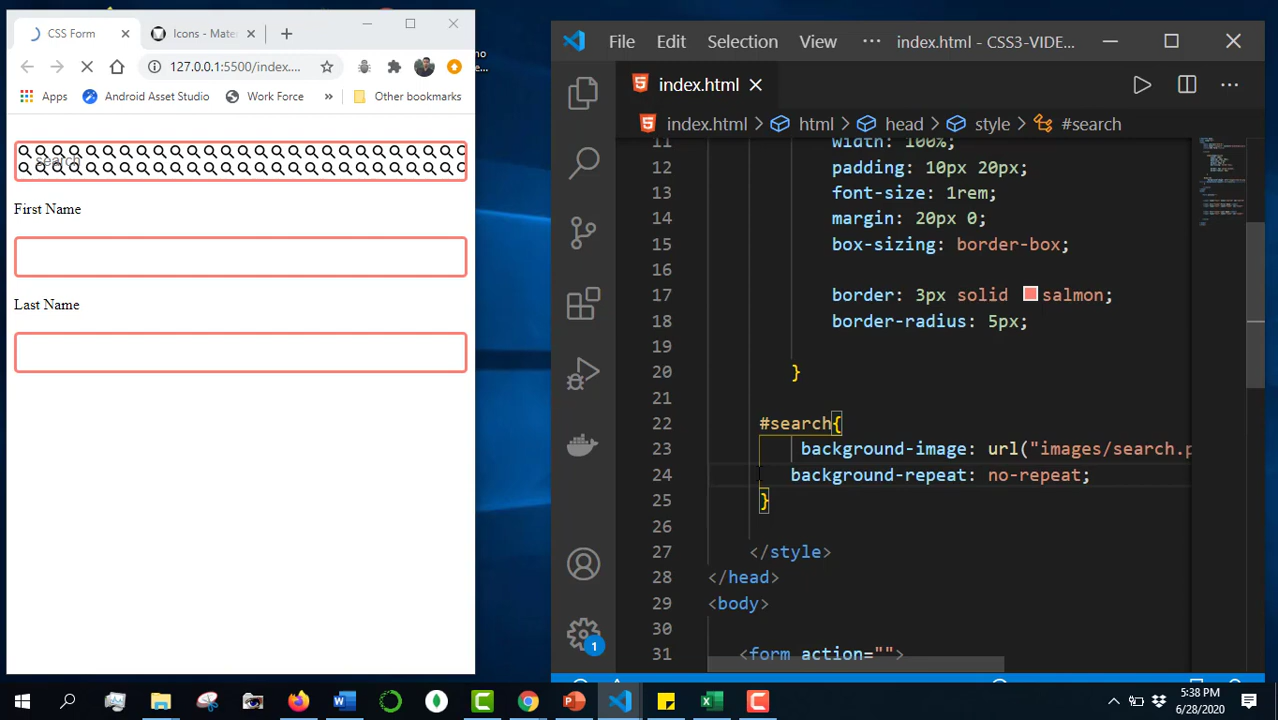 CSS Form
Icons - Mate
127.0.0.1:5500/index....
Apps
Android Asset Studio
Work Force
»
Other bookmarks
search
First Name
Last Name
no
e...
File Edit Selection View ··· index.html - CSS3-VIDE...
index.html
index.html > html > head > style > #search
11 width: 100%;
12 padding: 10px 20px;
13 font-size: 1rem;
14 margin: 20px 0;
15 box-sizing: border-box;
16
17 border: 3px solid salmon;
18 border-radius: 5px;
19
20 }
21
22 #search{
23 background-image: url("images/search.p
24 background-repeat: no-repeat;
25 }
26
27 </style>
28 </head>
29 <body>
30
31 <form action="">
1
5:38 PM
6/28/2020